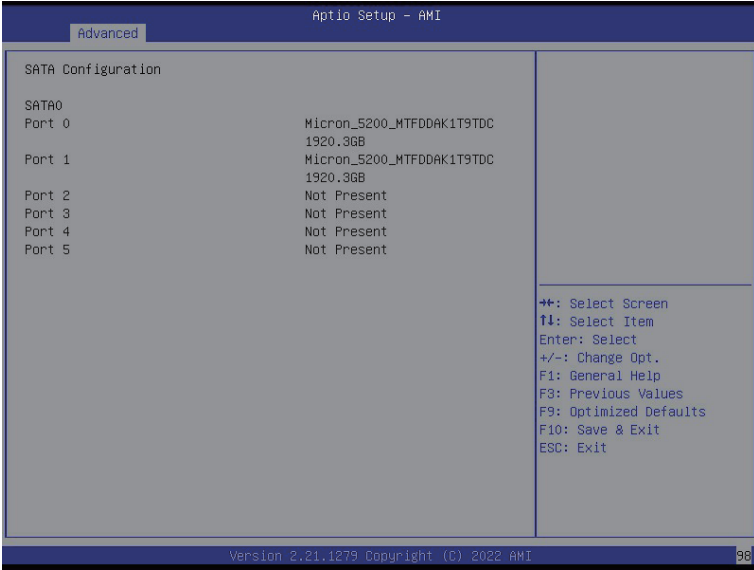 Aptio Setup – AMI
Advanced
SATA Configuration
SATA0
Port 0 Micron_5200_MTFDDAK1T9TDC
1920.3GB
Port 1 Micron_5200_MTFDDAK1T9TDC
1920.3GB
Port 2 Not Present
Port 3 Not Present
Port 4 Not Present
Port 5 Not Present
→←: Select Screen
↑↓: Select Item
Enter: Select
+/-: Change Opt.
F1: General Help
F3: Previous Values
F9: Optimized Defaults
F10: Save & Exit
ESC: Exit
Version 2.21.1279 Copyright (C) 2022 AMI
98